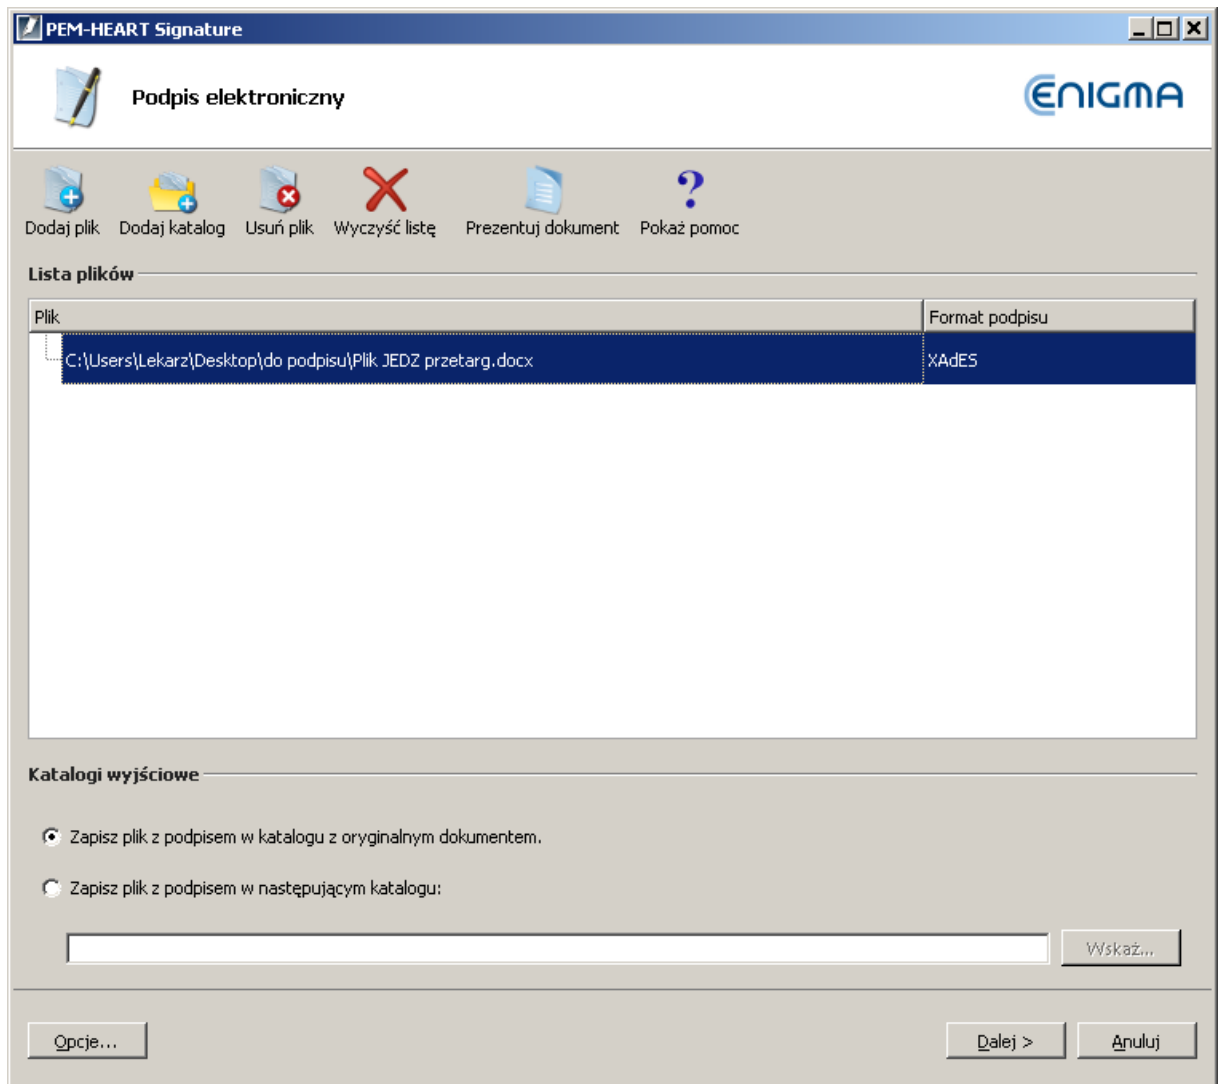 PEM-HEART Signature
Podpis elektroniczny
ENIGMA
Dodaj plik Dodaj katalog Usuń plik Wyczyść listę Prezentuj dokument Pokaż pomoc
Lista plików
Plik Format podpisu
C:\Users\Lekarz\Desktop\do podpisu\Plik JEDZ przetarg.docx XAdES
Katalogi wyjściowe
Zapisz plik z podpisem w katalogu z oryginalnym dokumentem.
Zapisz plik z podpisem w następującym katalogu:
Wskaż...
Opcje... Dalej > Anuluj